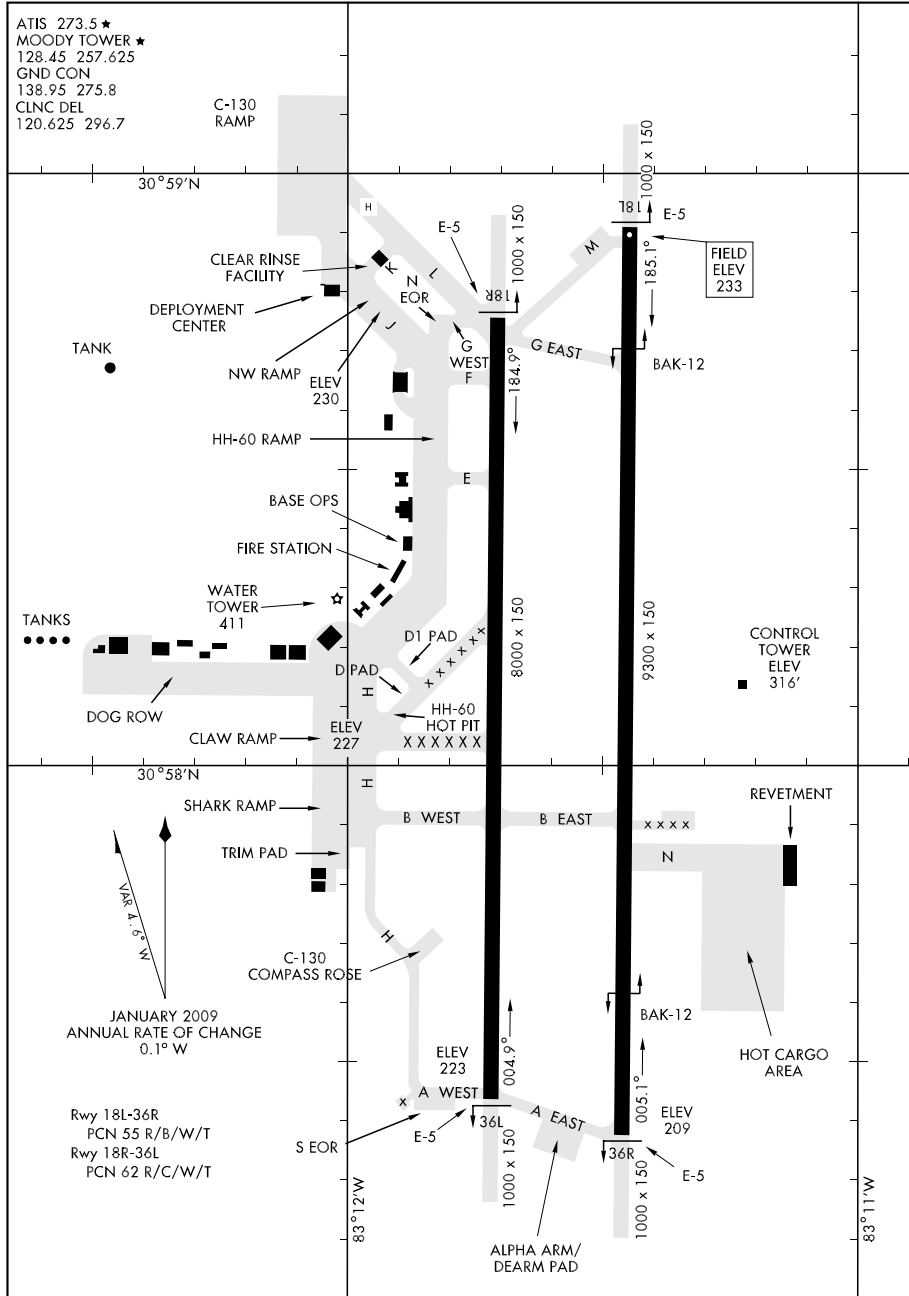 ATIS 273.5 ★
MOODY TOWER ★
128.45 257.625
GND CON
138.95 275.8
CLNC DEL
120.625 296.7
C-130
RAMP
30°59'N
H
E-5
1000 x 150
1000 x 150
18L
E-5
M
FIELD
ELEV
233
185.1°
CLEAR RINSE
FACILITY
K
L
N
EOR
18R
DEPLOYMENT
CENTER
J
G
WEST
F
G EAST
184.9°
BAK-12
TANK
NW RAMP
ELEV
230
HH-60 RAMP
E
BASE OPS
FIRE STATION
WATER
TOWER
411
TANKS
D1 PAD
x x x x x x
8000 x 150
9300 x 150
CONTROL
TOWER
ELEV
316'
D PAD
H
DOG ROW
HH-60
HOT PIT
ELEV
227
CLAW RAMP
X X X X X X
30°58'N
H
SHARK RAMP
B WEST
B EAST
x x x x
REVETMENT
TRIM PAD
N
VAR 4.6° W
H
C-130
COMPASS ROSE
JANUARY 2009
ANNUAL RATE OF CHANGE
0.1° W
BAK-12
HOT CARGO
AREA
ELEV
223
004.9°
005.1°
A WEST
x
A EAST
ELEV
209
Rwy 18L-36R
PCN 55 R/B/W/T
Rwy 18R-36L
PCN 62 R/C/W/T
S EOR
E-5
36L
36R
E-5
1000 x 150
1000 x 150
83°12'W
83°11'W
ALPHA ARM/
DEARM PAD